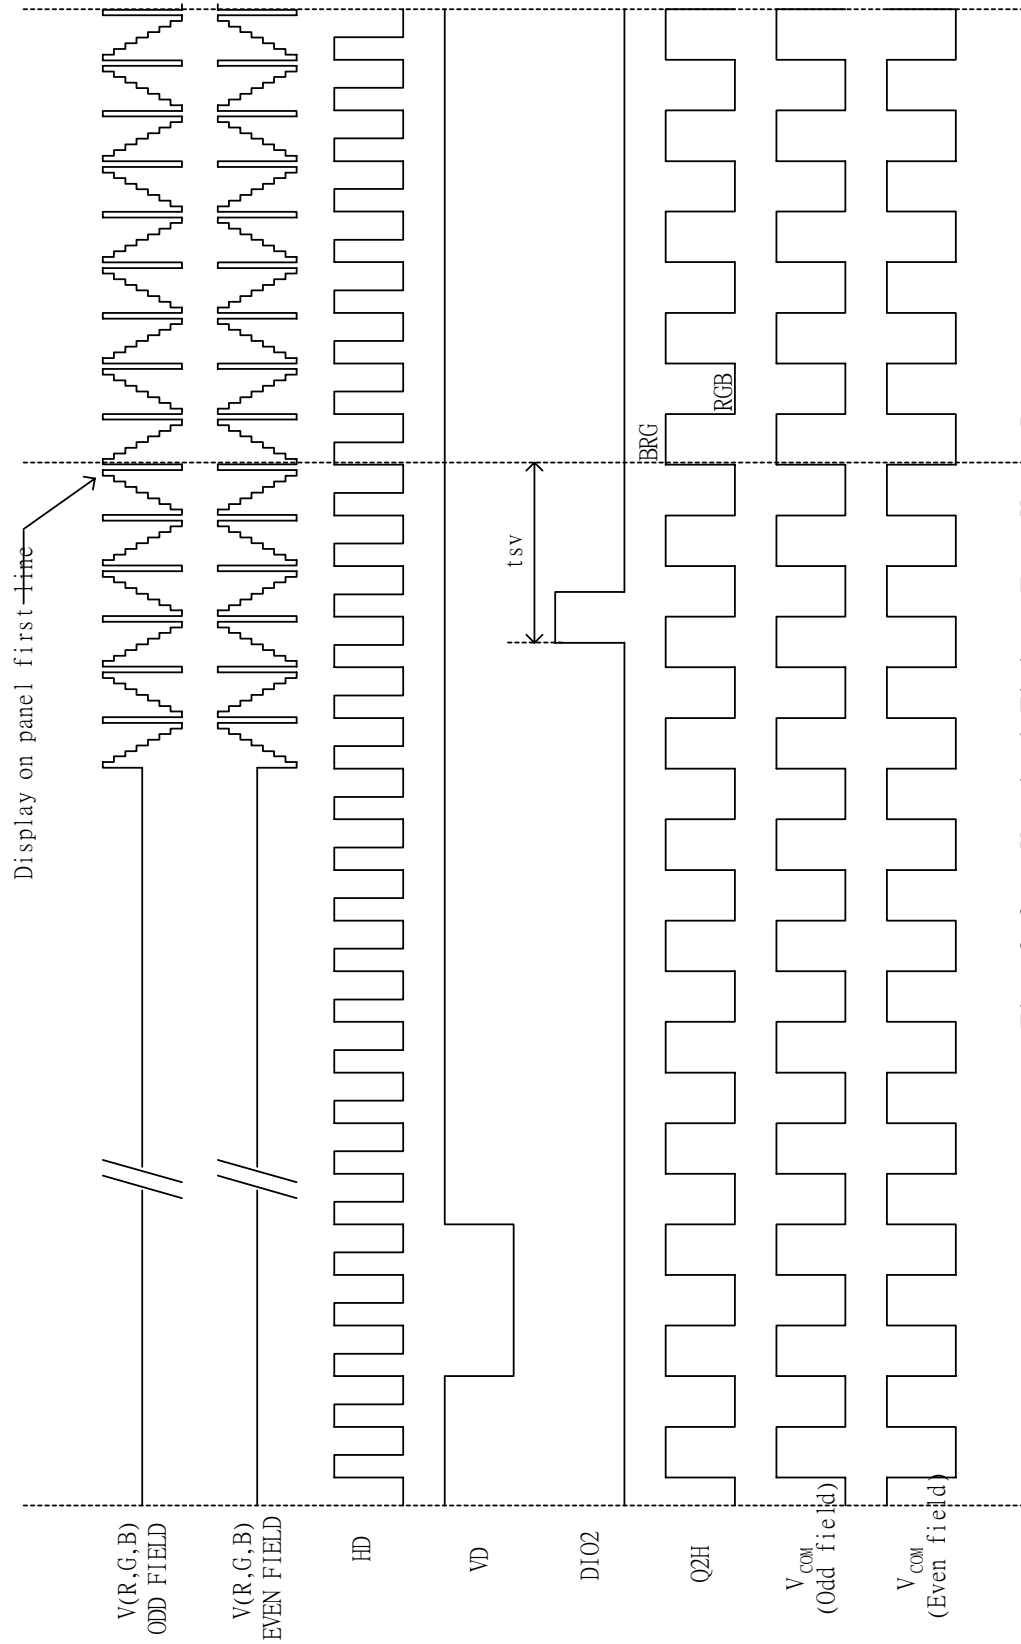 Display on panel first line
V(R,G,B)
ODD FIELD
V(R,G,B)
EVEN FIELD
HD
VD
tsv
DIO2
BRG
RGB
Q2H
VCOM
(Odd field)
VCOM
(Even field)